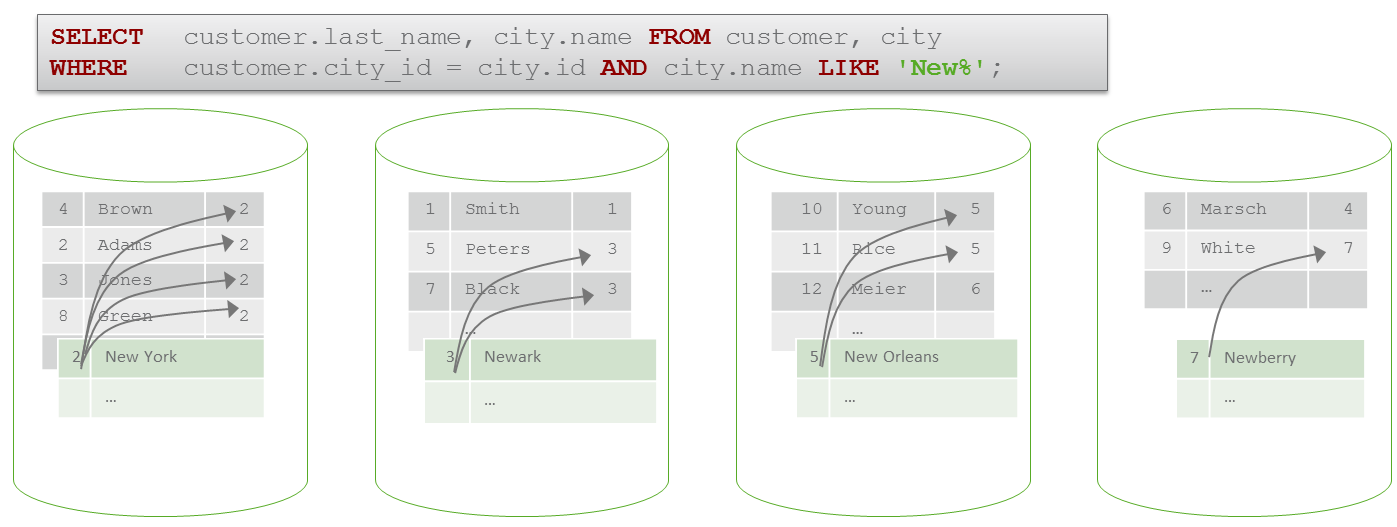 SELECT customer.last_name, city.name FROM customer, city
WHERE customer.city_id = city.id AND city.name LIKE 'New%';
4 Brown 2
2 Adams 2
3 Jones 2
8 Green 2
2 New York
…
1 Smith 1
5 Peters 3
7 Black 3
…
3 Newark
…
10 Young 5
11 Rice 5
12 Meier 6
…
5 New Orleans
…
6 Marsch 4
9 White 7
…
7 Newberry
…